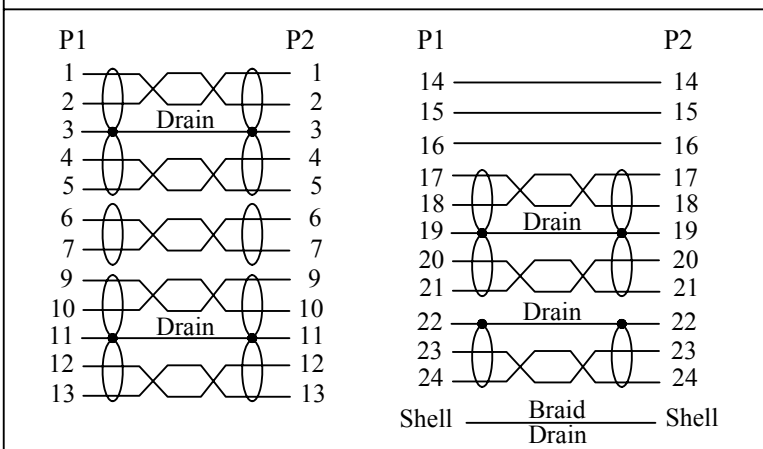 P1 P2
1 1
2 2
Drain
3 3
4 4
5 5
6 6
7 7
9 9
10 10
Drain
11 11
12 12
13 13
P1 P2
14 14
15 15
16 16
17 17
18 18
Drain
19 19
20 20
21 21
Drain
22 22
23 23
24 24
Shell Braid Shell
Drain